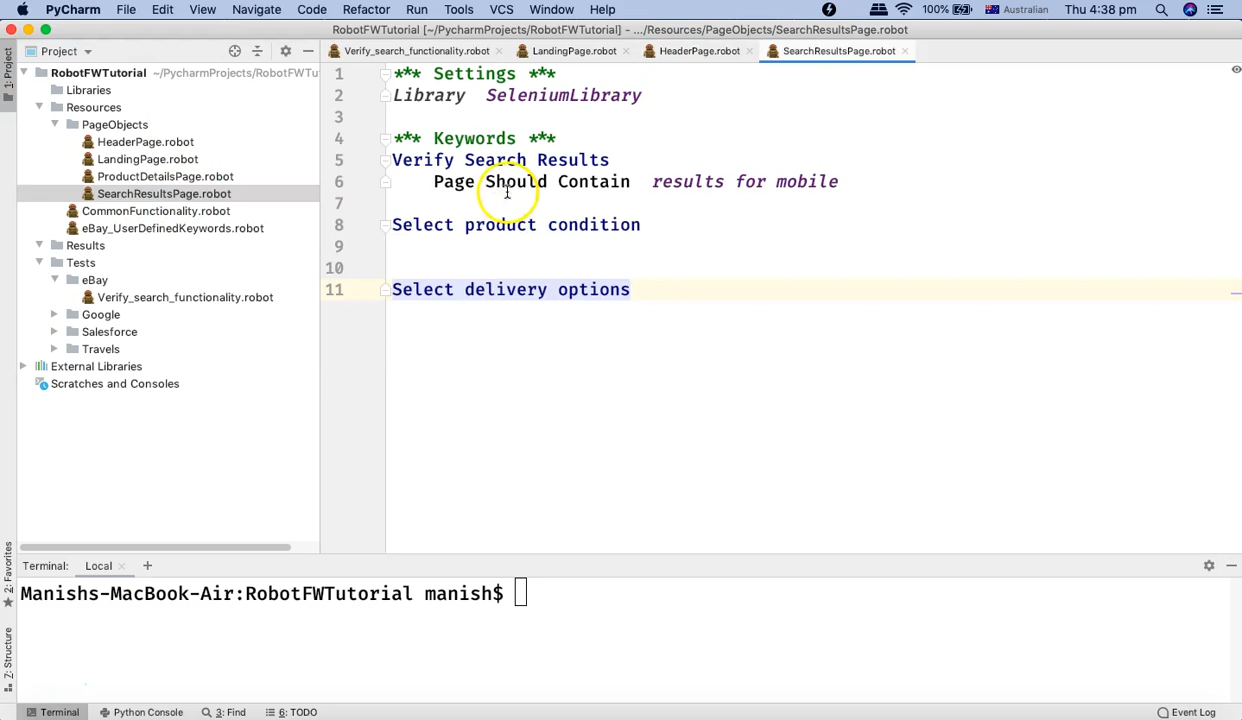 PyCharm File Edit View Navigate Code Refactor Run Tools VCS Window Help 100% Australian Thu 4:38 pm
RobotFWTutorial [~/PycharmProjects/RobotFWTutorial] - .../Resources/PageObjects/SearchResultsPage.robot
Project
Verify_search_functionality.robot LandingPage.robot HeaderPage.robot SearchResultsPage.robot
1: Project
RobotFWTutorial ~/PycharmProjects/RobotFWTu
Libraries
Resources
PageObjects
HeaderPage.robot
LandingPage.robot
ProductDetailsPage.robot
SearchResultsPage.robot
CommonFunctionality.robot
eBay_UserDefinedKeywords.robot
Results
Tests
eBay
Verify_search_functionality.robot
Google
Salesforce
Travels
External Libraries
Scratches and Consoles
1 *** Settings ***
2 Library SeleniumLibrary
3
4 *** Keywords ***
5 Verify Search Results
6 Page Should Contain results for mobile
7
8 Select product condition
9
10
11 Select delivery options
2: Favorites
Z: Structure
Terminal: Local +
Manishs-MacBook-Air:RobotFWTutorial manish$
Terminal Python Console 3: Find 6: TODO Event Log